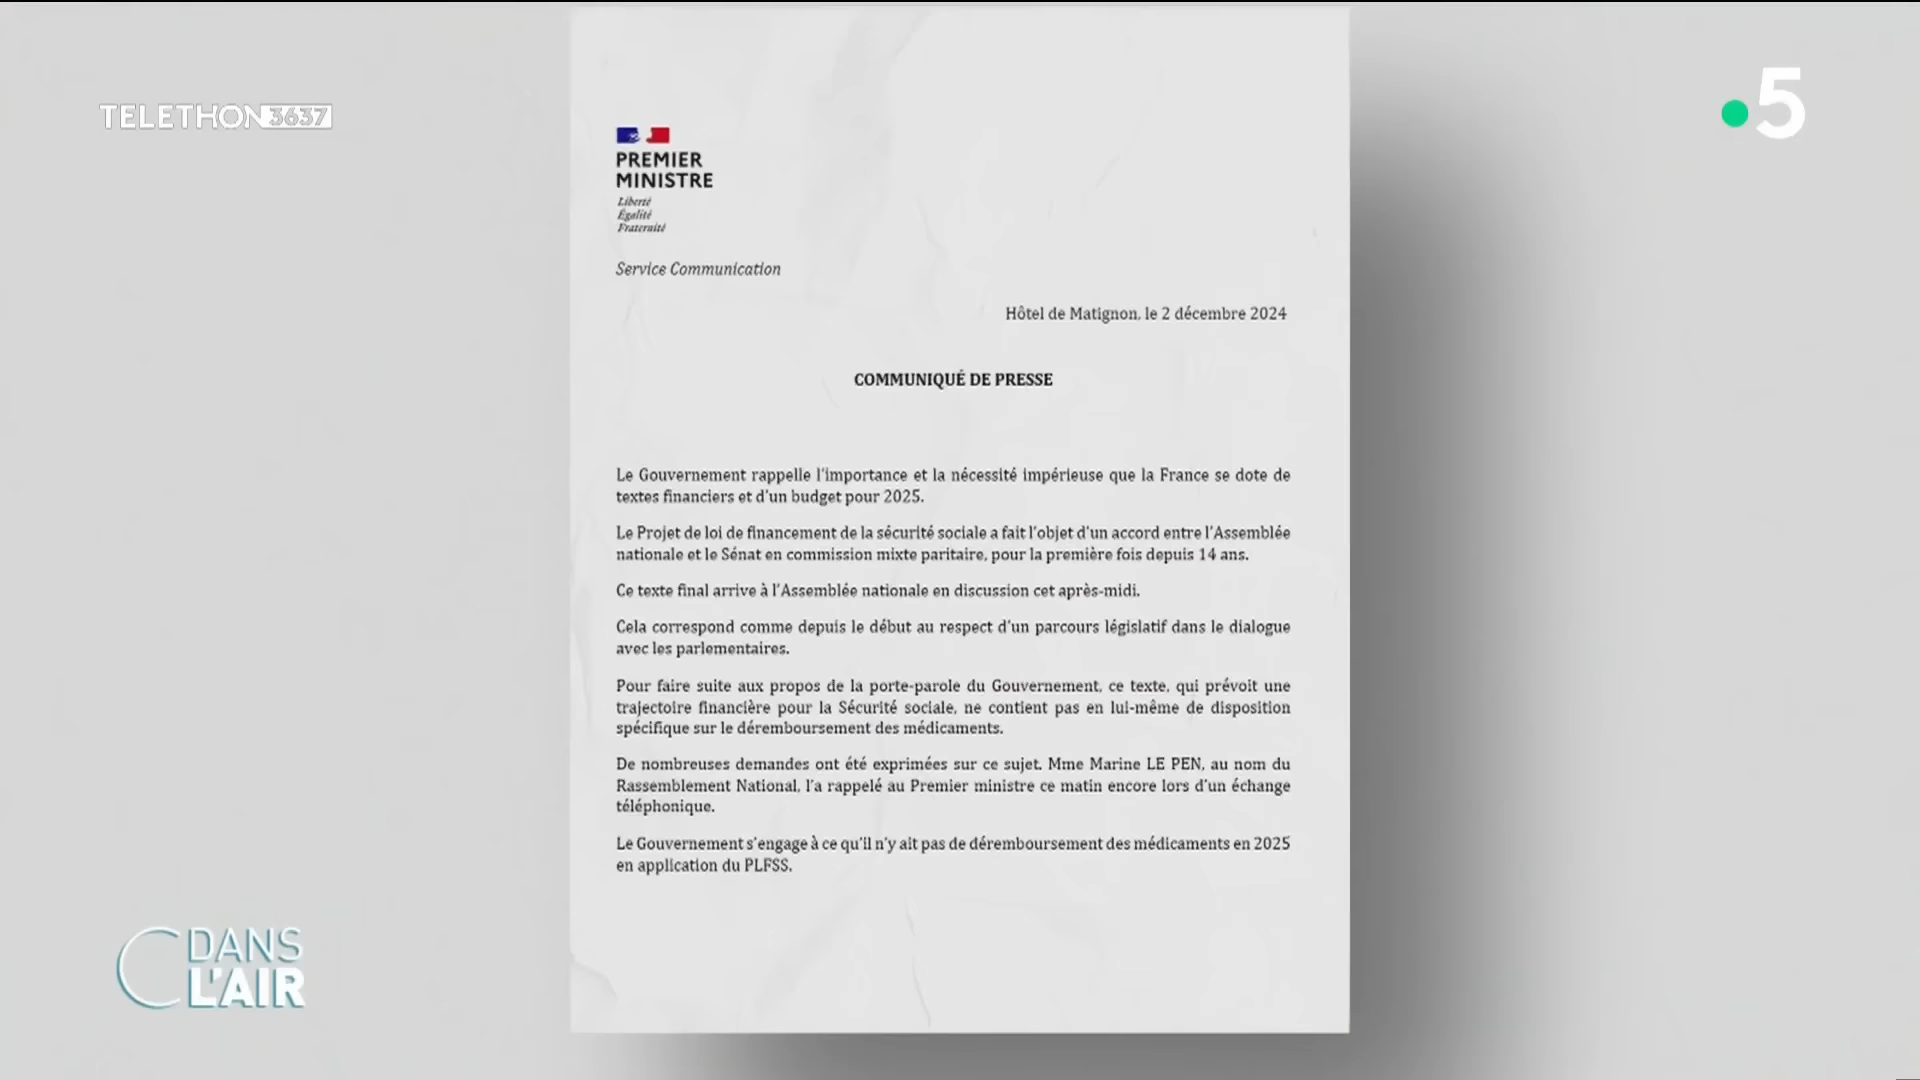 TELETHON 3637
5
PREMIER
MINISTRE
Liberté
Égalité
Fraternité
Service Communication
Hôtel de Matignon, le 2 décembre 2024
COMMUNIQUÉ DE PRESSE
Le Gouvernement rappelle l'importance et la nécessité impérieuse que la France se dote de
textes financiers et d'un budget pour 2025.
Le Projet de loi de financement de la sécurité sociale a fait l'objet d'un accord entre l'Assemblée
nationale et le Sénat en commission mixte paritaire, pour la première fois depuis 14 ans.
Ce texte final arrive à l'Assemblée nationale en discussion cet après-midi.
Cela correspond comme depuis le début au respect d'un parcours législatif dans le dialogue
avec les parlementaires.
Pour faire suite aux propos de la porte-parole du Gouvernement, ce texte, qui prévoit une
trajectoire financière pour la Sécurité sociale, ne contient pas en lui-même de disposition
spécifique sur le déremboursement des médicaments.
De nombreuses demandes ont été exprimées sur ce sujet. Mme Marine LE PEN, au nom du
Rassemblement National, l'a rappelé au Premier ministre ce matin encore lors d'un échange
téléphonique.
Le Gouvernement s'engage à ce qu'il n'y ait pas de déremboursement des médicaments en 2025
en application du PLFSS.
C DANS
L'AIR